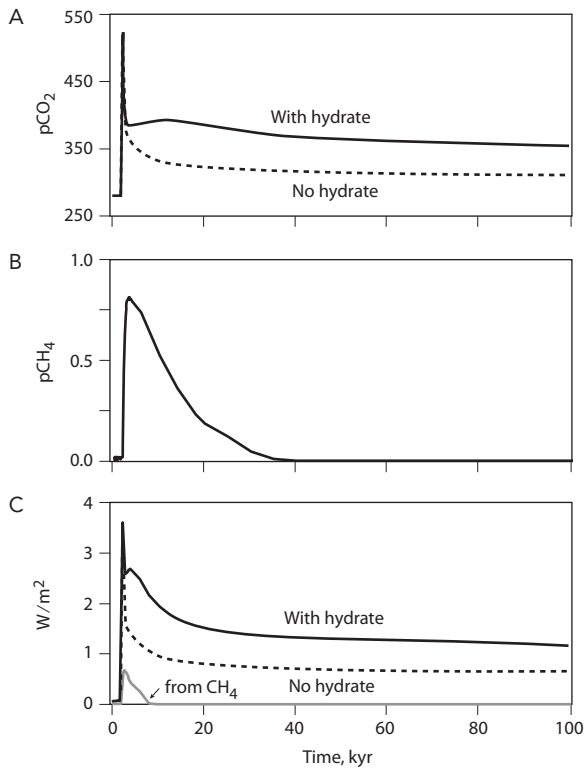 A
550
450
350
250
pCO₂
With hydrate
No hydrate
B
1.0
0.5
0.0
pCH₄
C
4
3
2
1
0
W/m²
With hydrate
No hydrate
from CH₄
0
20
40
60
80
100
Time, kyr